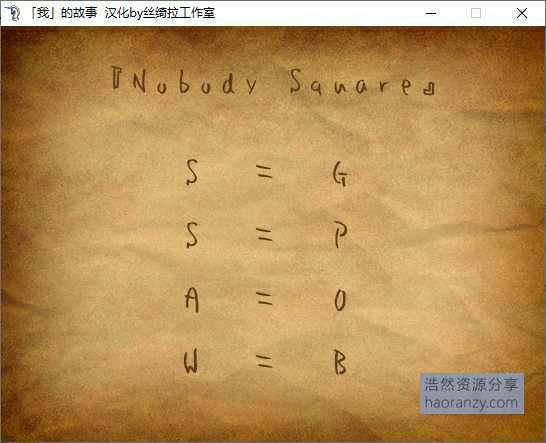 「我」的故事 汉化by丝绮拉工作室
『Nobody Square』
S = G
S = P
A = O
W = B
浩然资源分享
haoranzy.com